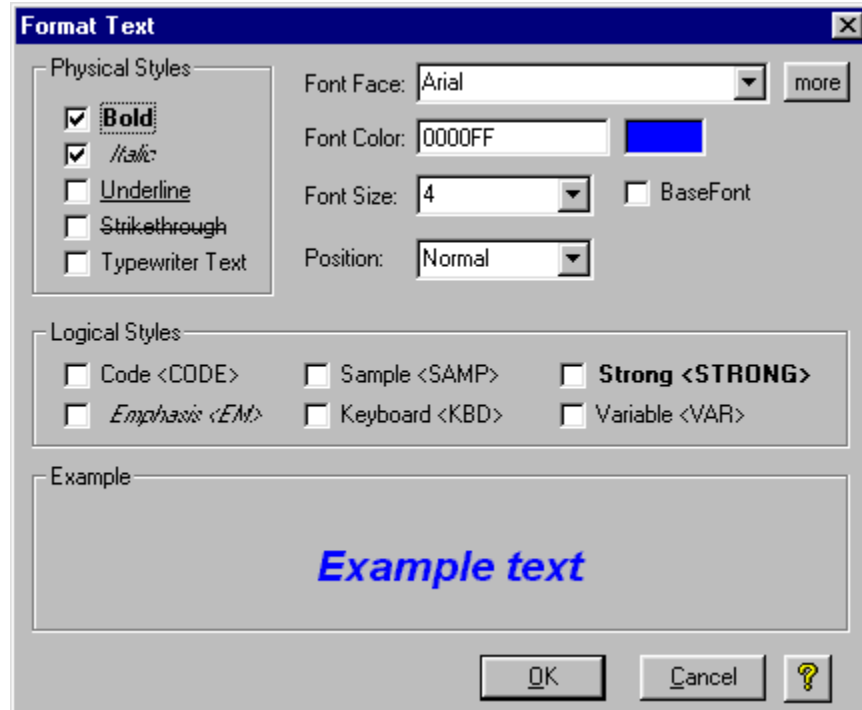 Format Text
Physical Styles
Bold
Italic
Underline
Strikethrough
Typewriter Text
Font Face: Arial more
Font Color: 0000FF
Font Size: 4 BaseFont
Position: Normal
Logical Styles
Code <CODE> Sample <SAMP> Strong <STRONG>
Emphasis <EM> Keyboard <KBD> Variable <VAR>
Example
Example text
OK Cancel ?